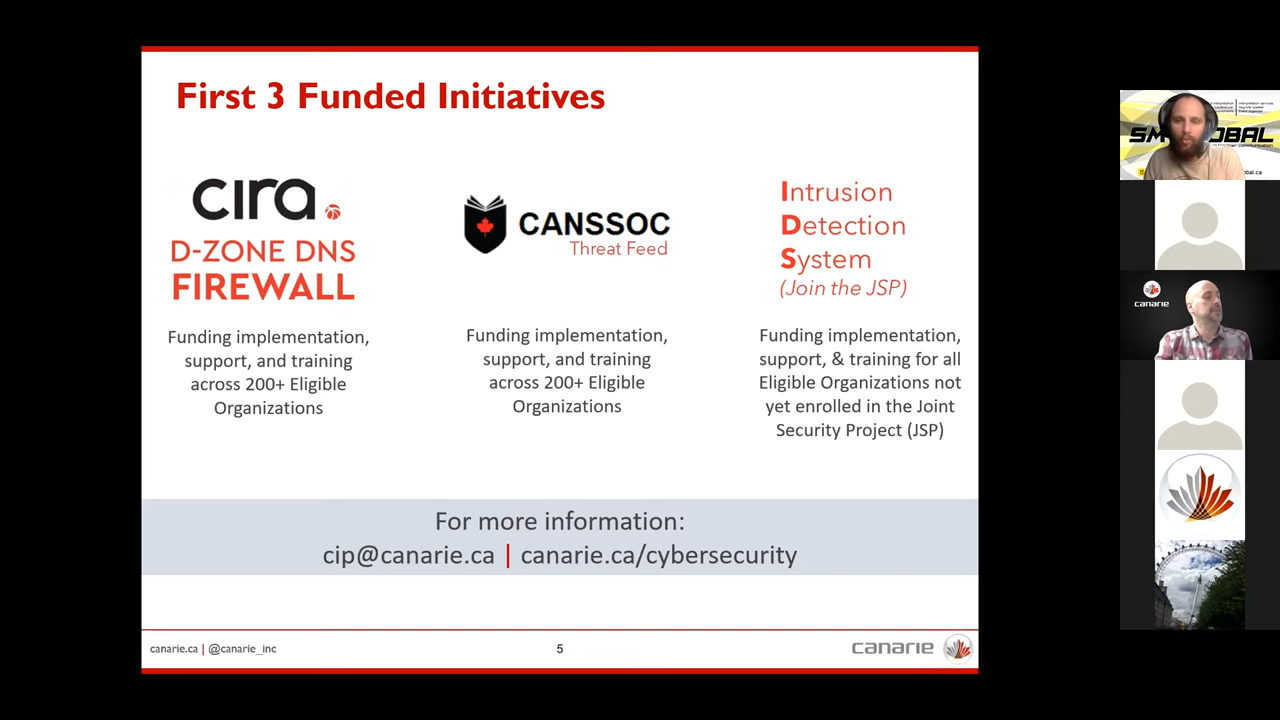 First 3 Funded Initiatives
cira
D-ZONE DNS
FIREWALL
Funding implementation,
support, and training
across 200+ Eligible
Organizations
CANSSOC
Threat Feed
Funding implementation,
support, and training
across 200+ Eligible
Organizations
Intrusion
Detection
System
(Join the JSP)
Funding implementation,
support, & training for all
Eligible Organizations not
yet enrolled in the Joint
Security Project (JSP)
For more information:
cip@canarie.ca | canarie.ca/cybersecurity
canarie.ca | @canarie_inc
5
canarie
canarie